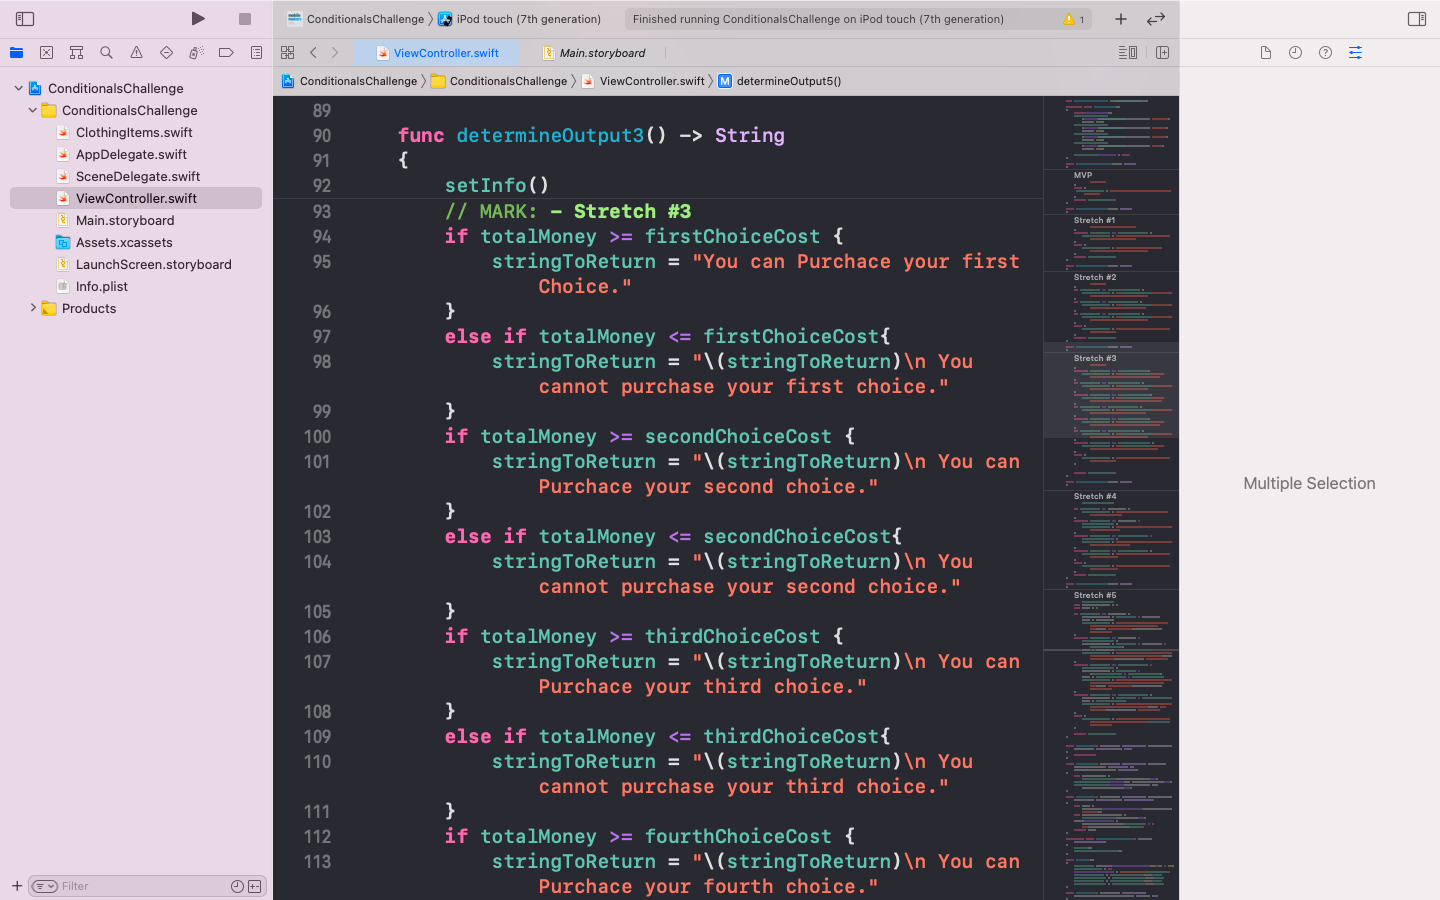 ConditionalsChallenge
iPod touch (7th generation)
Finished running ConditionalsChallenge on iPod touch (7th generation)
1
ViewController.swift
Main.storyboard
ConditionalsChallenge
ConditionalsChallenge
ViewController.swift
M
determineOutput5()
ConditionalsChallenge
ConditionalsChallenge
ClothingItems.swift
AppDelegate.swift
SceneDelegate.swift
ViewController.swift
Main.storyboard
Assets.xcassets
LaunchScreen.storyboard
Info.plist
Products
Filter
89
90 func determineOutput3() -> String
91 {
92 setInfo()
93 // MARK: - Stretch #3
94 if totalMoney >= firstChoiceCost {
95 stringToReturn = "You can Purchace your first
Choice."
96 }
97 else if totalMoney <= firstChoiceCost{
98 stringToReturn = "\(stringToReturn)\n You
cannot purchase your first choice."
99 }
100 if totalMoney >= secondChoiceCost {
101 stringToReturn = "\(stringToReturn)\n You can
Purchace your second choice."
102 }
103 else if totalMoney <= secondChoiceCost{
104 stringToReturn = "\(stringToReturn)\n You
cannot purchase your second choice."
105 }
106 if totalMoney >= thirdChoiceCost {
107 stringToReturn = "\(stringToReturn)\n You can
Purchace your third choice."
108 }
109 else if totalMoney <= thirdChoiceCost{
110 stringToReturn = "\(stringToReturn)\n You
cannot purchase your third choice."
111 }
112 if totalMoney >= fourthChoiceCost {
113 stringToReturn = "\(stringToReturn)\n You can
Purchace your fourth choice."
MVP
Stretch #1
Stretch #2
Stretch #3
Stretch #4
Stretch #5
Multiple Selection